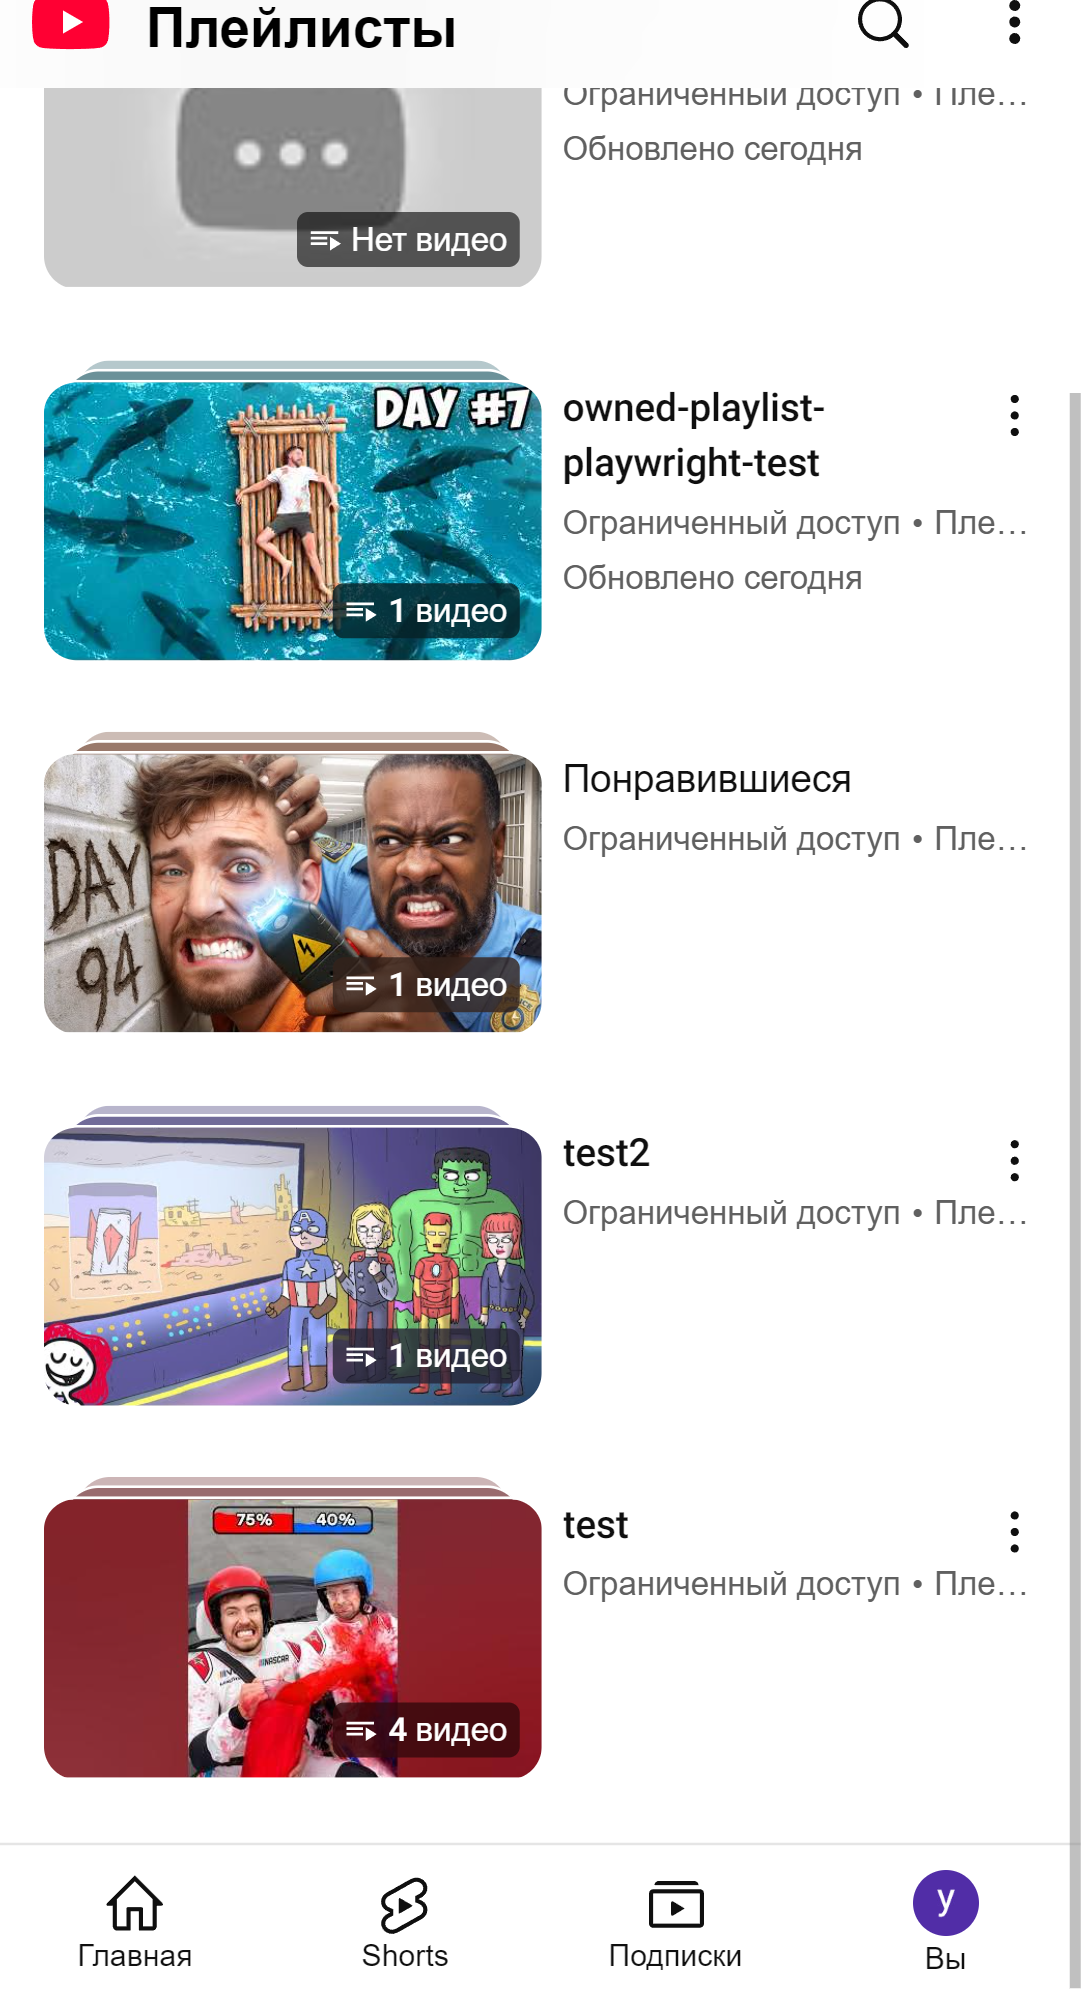 Плейлисты
Ограниченный доступ • Пле…
Обновлено сегодня
Нет видео
DAY #7
owned-playlist-
playwright-test
Ограниченный доступ • Пле…
Обновлено сегодня
1 видео
DAY
94
POLICE
Понравившиеся
Ограниченный доступ • Пле…
1 видео
test2
Ограниченный доступ • Пле…
1 видео
75% 40%
NASCAR
test
Ограниченный доступ • Пле…
4 видео
Главная
Shorts
Подписки
y
Вы